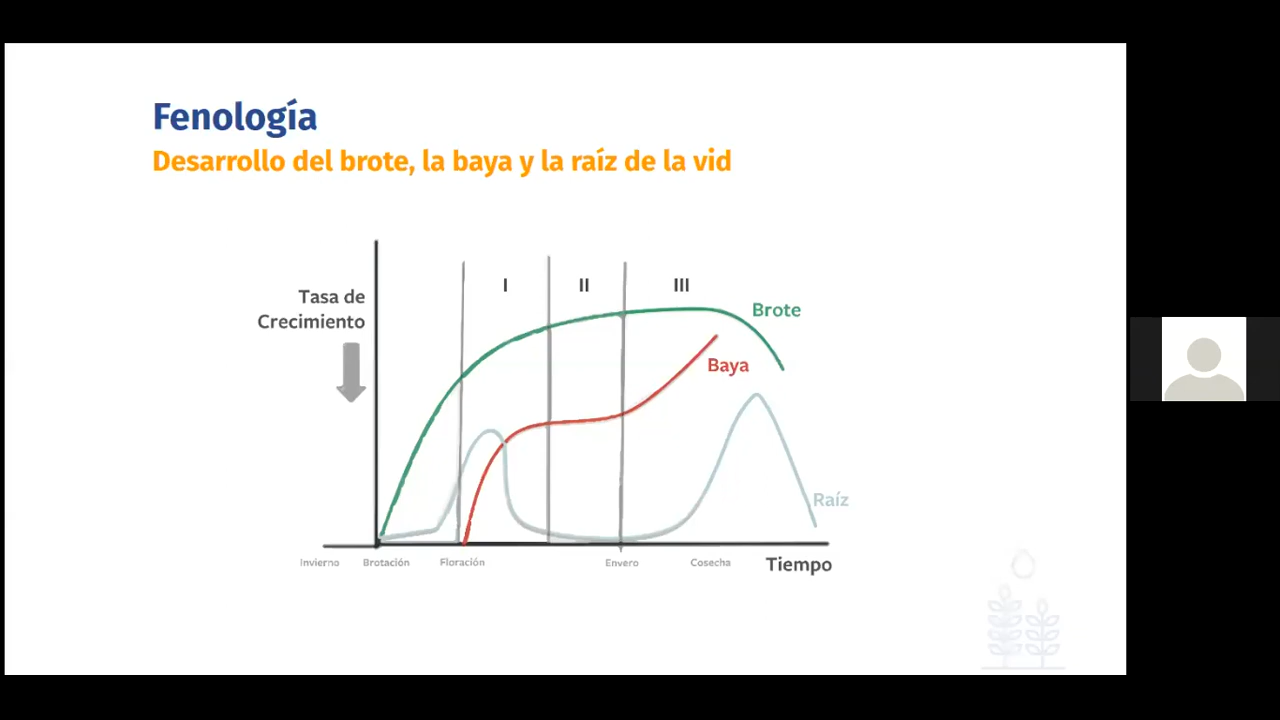 Fenología
Desarrollo del brote, la baya y la raíz de la vid
I
II
III
Tasa de
Crecimiento
Brote
Baya
Raíz
Invierno
Brotación
Floración
Envero
Cosecha
Tiempo